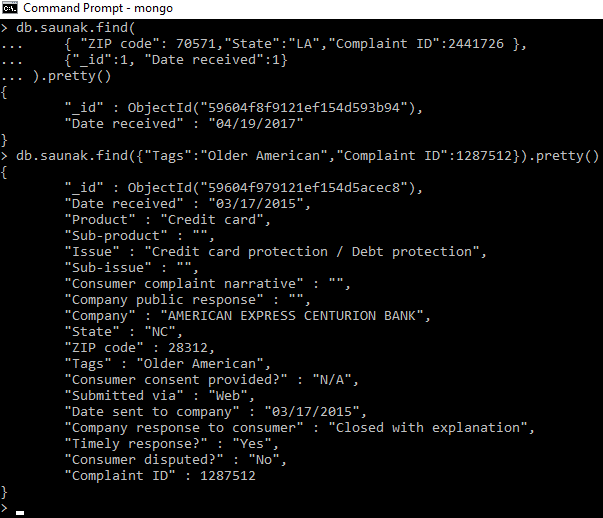 Command Prompt - mongo
> db.saunak.find(
...     { "ZIP code": 70571,"State":"LA","Complaint ID":2441726 },
...     {"_id":1, "Date received":1}
... ).pretty()
{
        "_id" : ObjectId("59604f8f9121ef154d593b94"),
        "Date received" : "04/19/2017"
}
> db.saunak.find({"Tags":"Older American","Complaint ID":1287512}).pretty()
{
        "_id" : ObjectId("59604f979121ef154d5acec8"),
        "Date received" : "03/17/2015",
        "Product" : "Credit card",
        "Sub-product" : "",
        "Issue" : "Credit card protection / Debt protection",
        "Sub-issue" : "",
        "Consumer complaint narrative" : "",
        "Company public response" : "",
        "Company" : "AMERICAN EXPRESS CENTURION BANK",
        "State" : "NC",
        "ZIP code" : 28312,
        "Tags" : "Older American",
        "Consumer consent provided?" : "N/A",
        "Submitted via" : "Web",
        "Date sent to company" : "03/17/2015",
        "Company response to consumer" : "Closed with explanation",
        "Timely response?" : "Yes",
        "Consumer disputed?" : "No",
        "Complaint ID" : 1287512
}
>